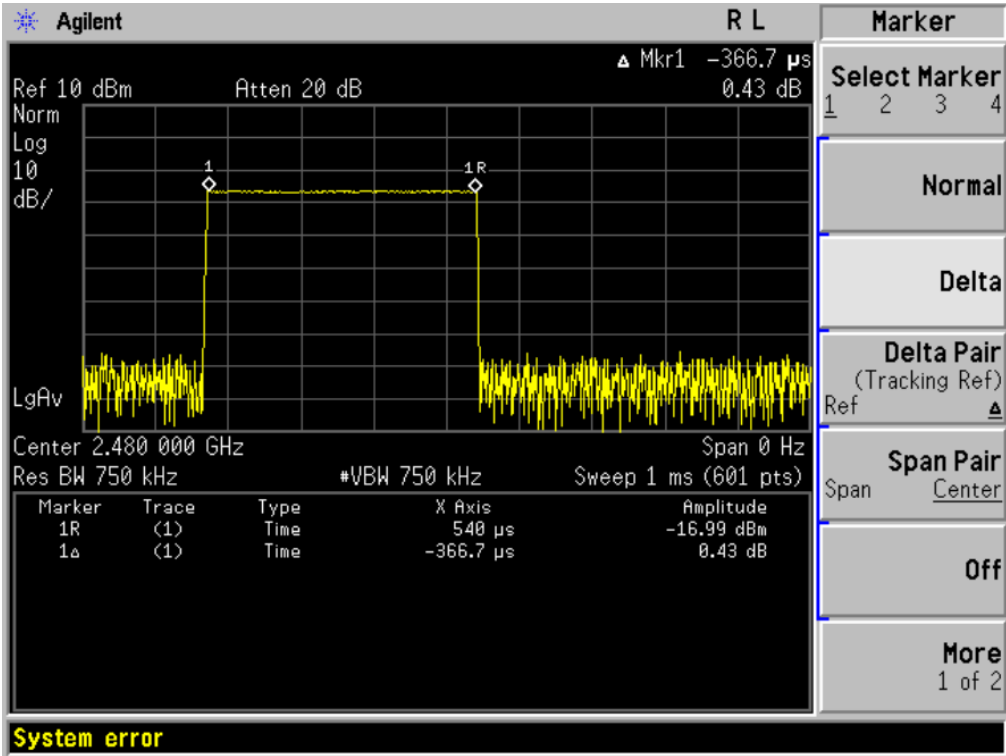 Agilent R L Marker
Δ Mkr1 -366.7 µs
Ref 10 dBm Atten 20 dB 0.43 dB
Norm
Log
10
dB/
1
1R
LgAv
Center 2.480 000 GHz Span 0 Hz
Res BW 750 kHz #VBW 750 kHz Sweep 1 ms (601 pts)
Marker Trace Type X Axis Amplitude
1R (1) Time 540 µs -16.99 dBm
1Δ (1) Time -366.7 µs 0.43 dB
Select Marker
1 2 3 4
Normal
Delta
Delta Pair
(Tracking Ref)
Ref Δ
Span Pair
Span Center
Off
More
1 of 2
System error